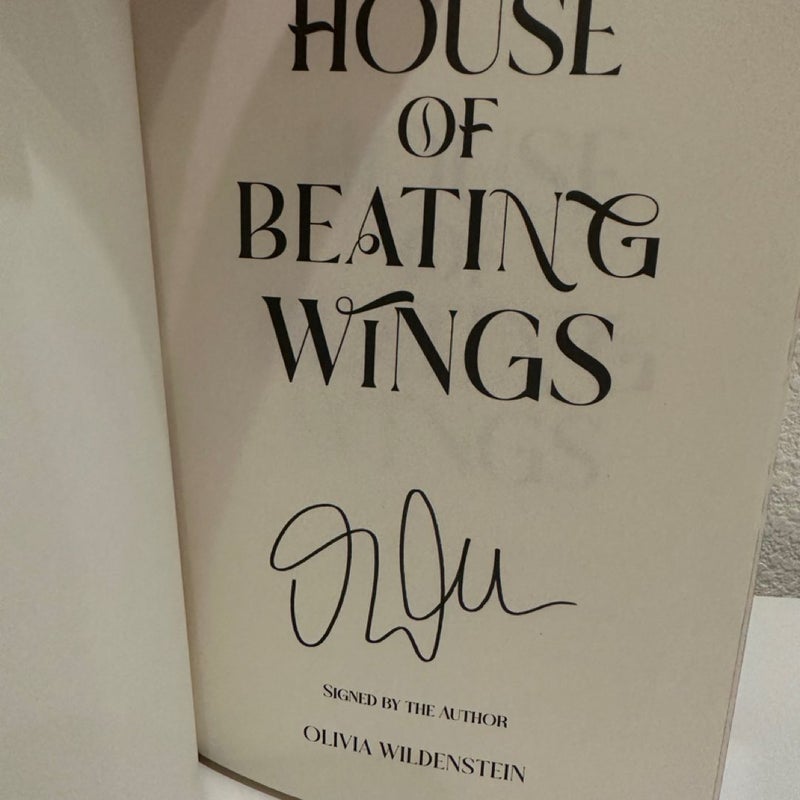 HOUSE
OF
BEATING
WINGS
SIGNED BY THE AUTHOR
OLIVIA WILDENSTEIN